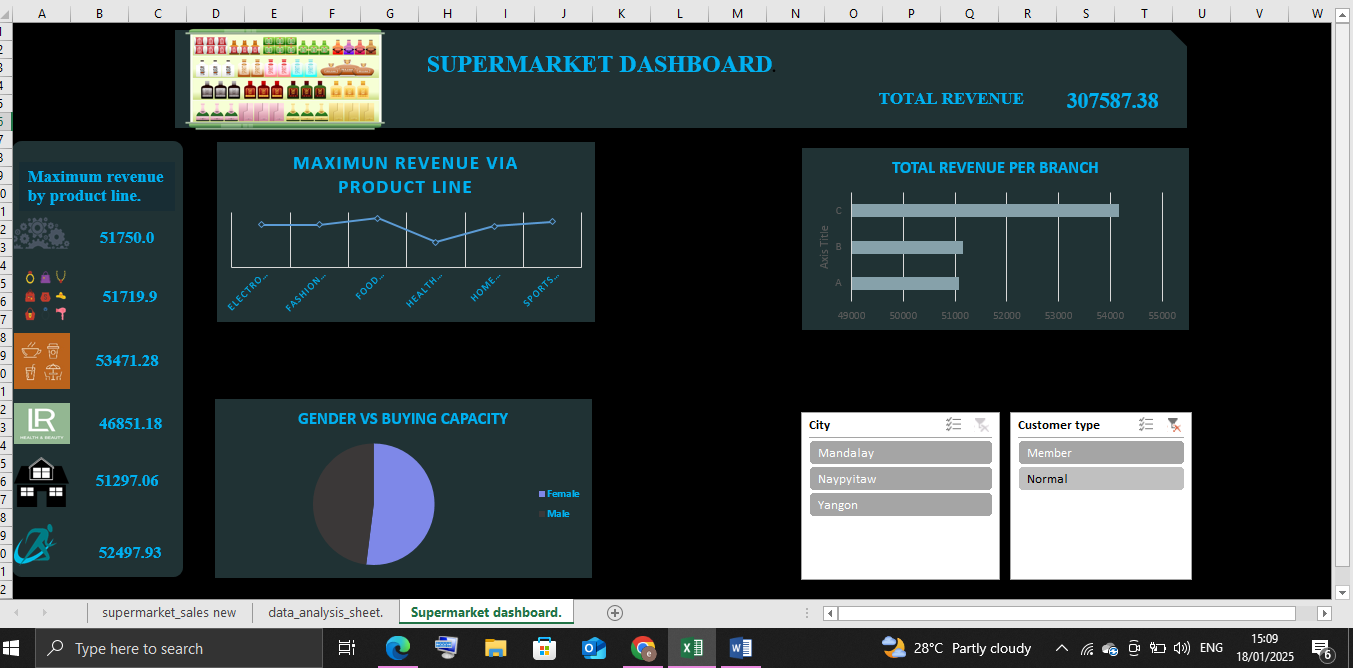 A B C D E F G H I J K L M N O P Q R S T U V W
SUPERMARKET DASHBOARD.
TOTAL REVENUE 307587.38
Maximum revenue
by product line.
51750.0
51719.9
53471.28
LR
HEALTH & BEAUTY
46851.18
51297.06
52497.93
MAXIMUN REVENUE VIA
PRODUCT LINE
ELECTRO...
FASHION...
FOOD...
HEALTH...
HOME...
SPORTS...
TOTAL REVENUE PER BRANCH
Axis Title
C
B
A
49000 50000 51000 52000 53000 54000 55000
GENDER VS BUYING CAPACITY
Female
Male
City
Mandalay
Naypyitaw
Yangon
Customer type
Member
Normal
supermarket_sales new data_analysis_sheet. Supermarket dashboard.
Type here to search
28°C Partly cloudy
ENG
15:09
18/01/2025
6